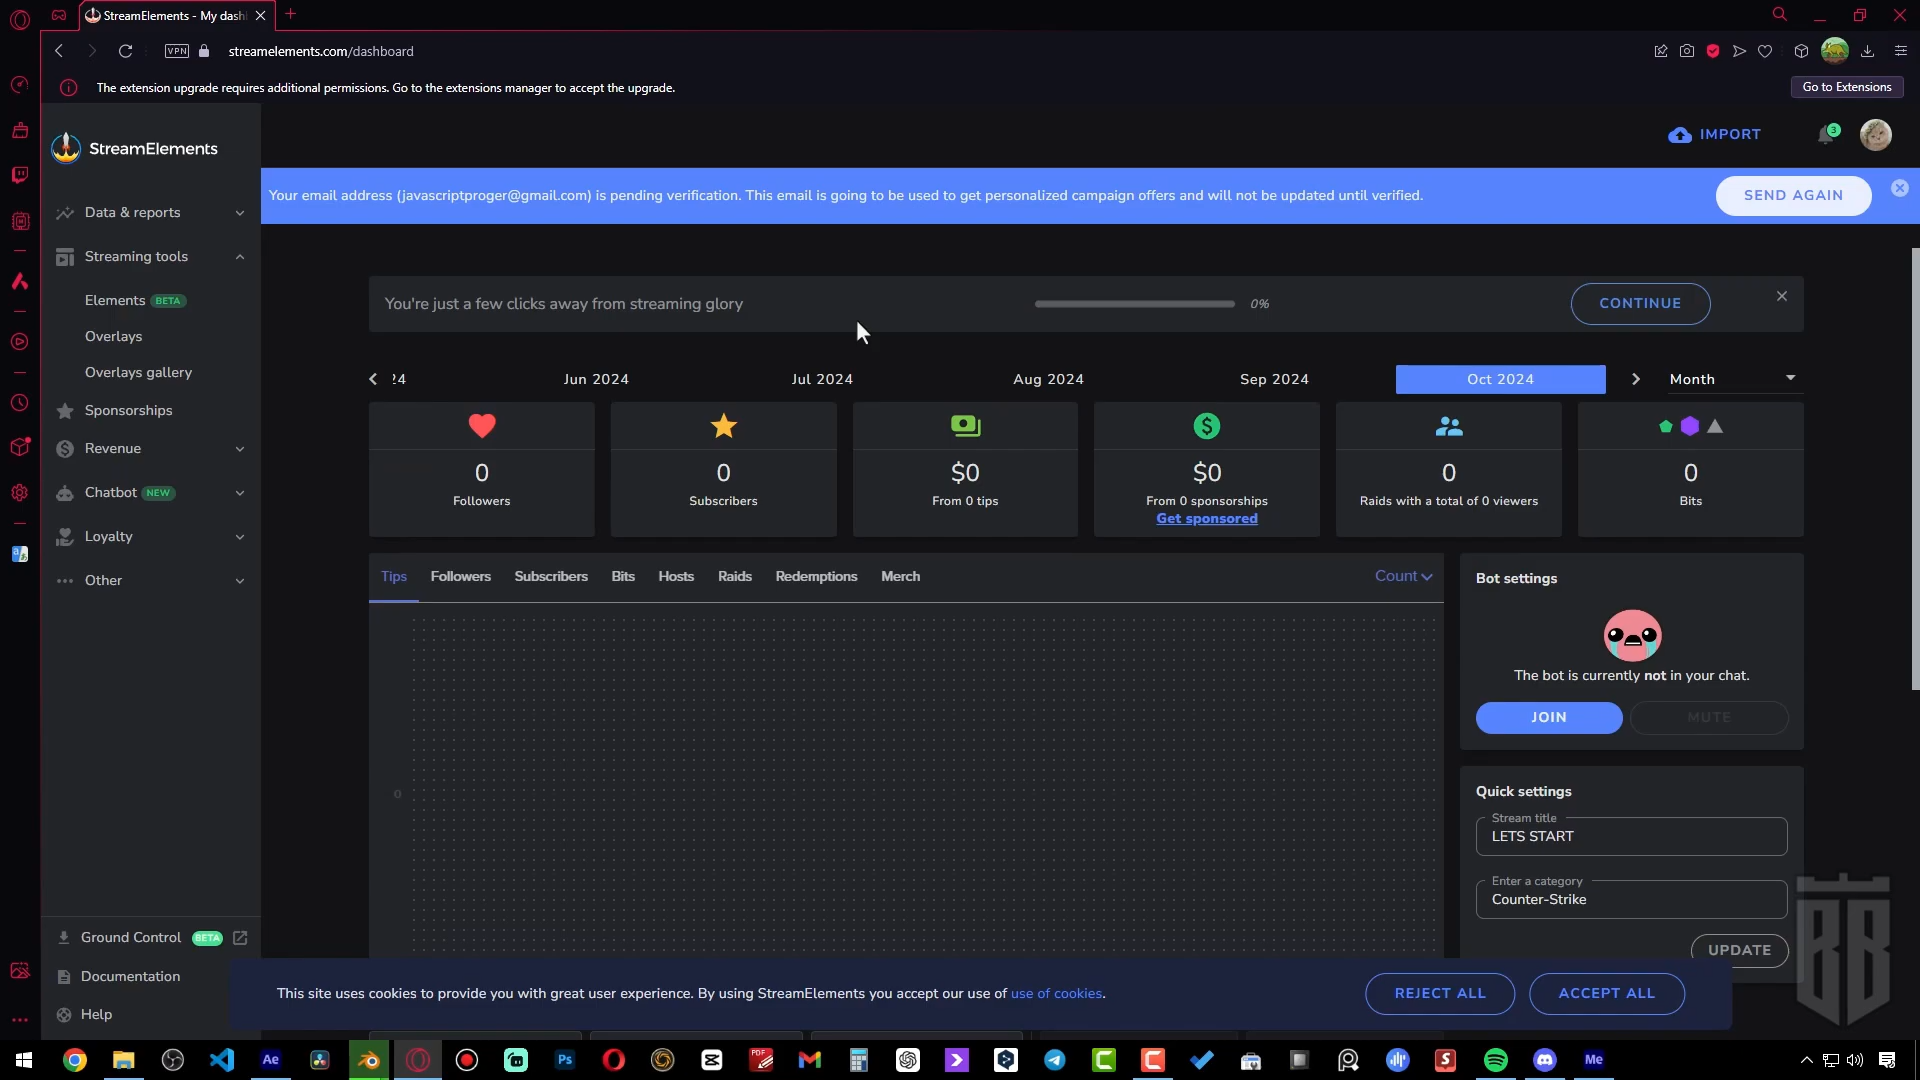 StreamElements - My dash
VPN
streamelements.com/dashboard
The extension upgrade requires additional permissions. Go to the extensions manager to accept the upgrade.
Go to Extensions
StreamElements
IMPORT
3
Your email address (javascriptproger@gmail.com) is pending verification. This email is going to be used to get personalized campaign offers and will not be updated until verified.
SEND AGAIN
Data & reports
Streaming tools
Elements BETA
Overlays
Overlays gallery
Sponsorships
Revenue
Chatbot NEW
Loyalty
Other
Ground Control BETA
Documentation
Help
You're just a few clicks away from streaming glory
0%
CONTINUE
24
Jun 2024
Jul 2024
Aug 2024
Sep 2024
Oct 2024
Month
0
Followers
0
Subscribers
$0
From 0 tips
$0
From 0 sponsorships
Get sponsored
0
Raids with a total of 0 viewers
0
Bits
Tips
Followers
Subscribers
Bits
Hosts
Raids
Redemptions
Merch
Count
0
Bot settings
The bot is currently not in your chat.
JOIN
MUTE
Quick settings
Stream title
LETS START
Enter a category
Counter-Strike
UPDATE
This site uses cookies to provide you with great user experience. By using StreamElements you accept our use of use of cookies.
REJECT ALL
ACCEPT ALL
BB
Ae
Ps
PDF
Me